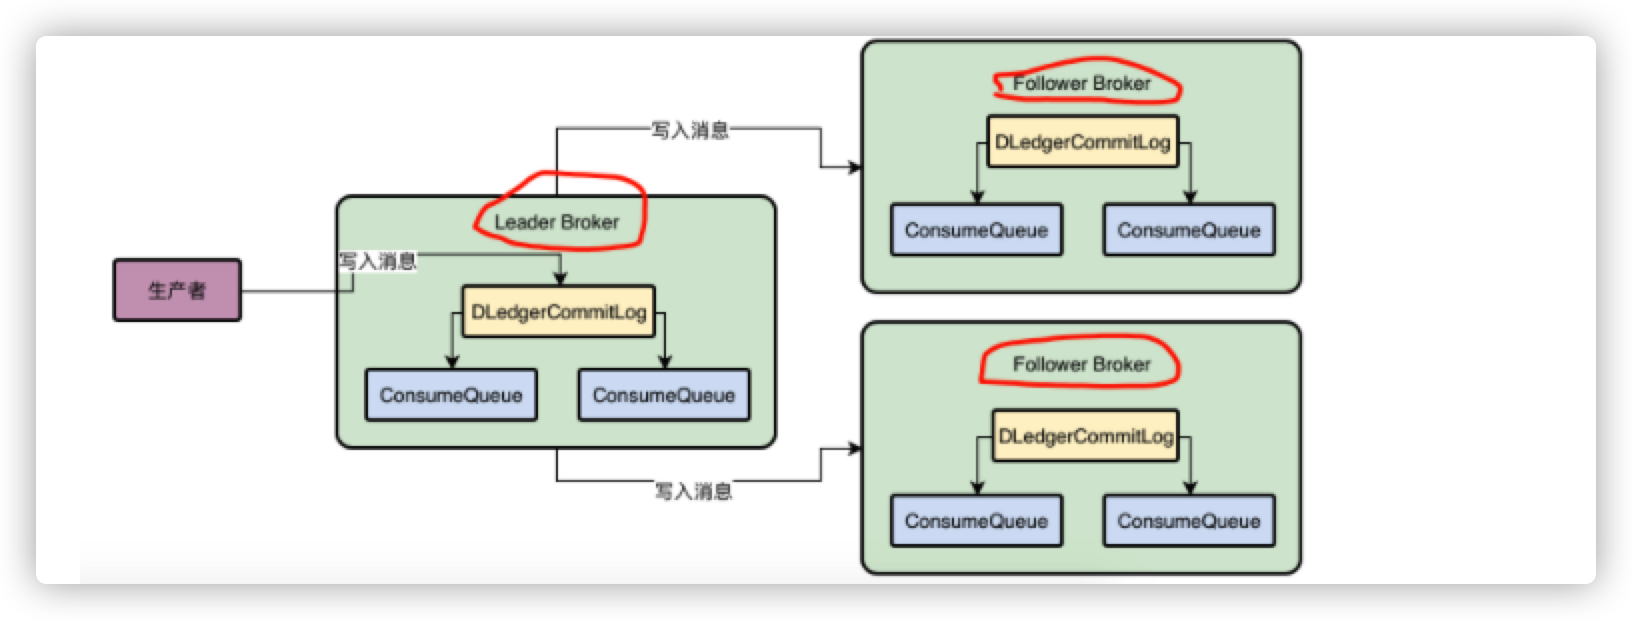 生产者
写入消息
Leader Broker
DLedgerCommitLog
ConsumeQueue
ConsumeQueue
写入消息
Follower Broker
DLedgerCommitLog
ConsumeQueue
ConsumeQueue
写入消息
Follower Broker
DLedgerCommitLog
ConsumeQueue
ConsumeQueue